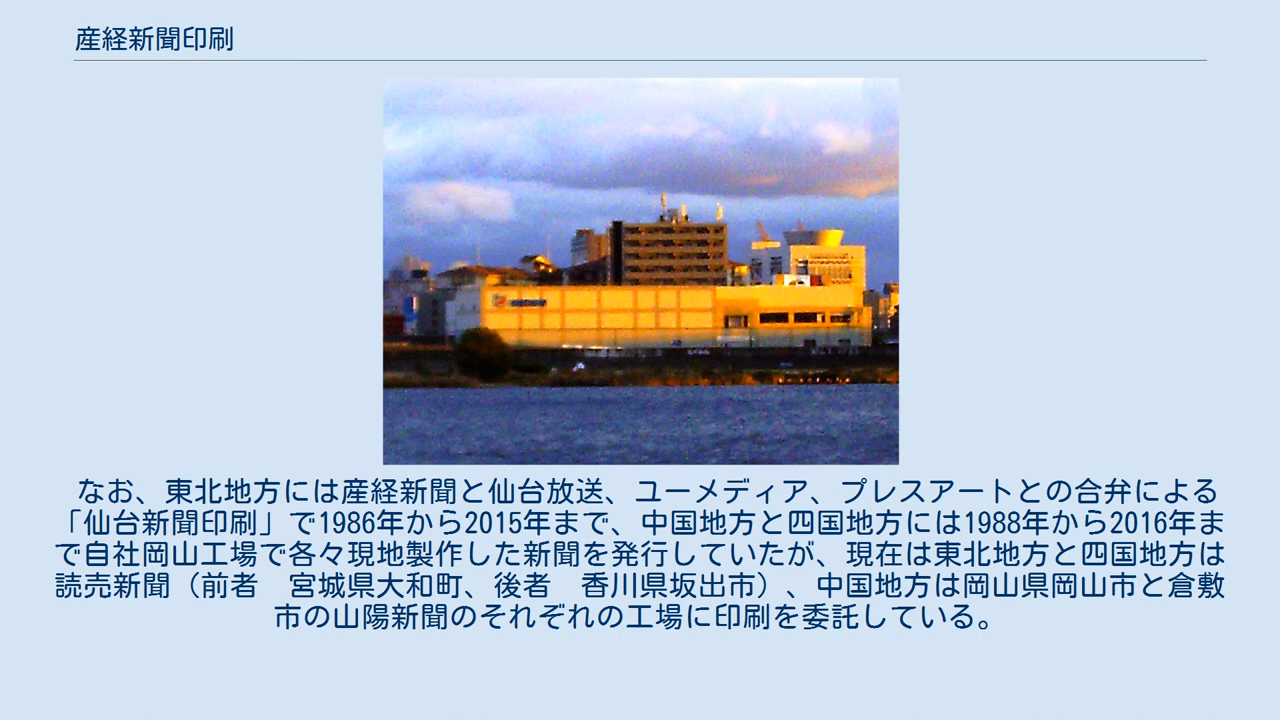 産経新聞印刷
なお、東北地方には産経新聞と仙台放送、ユーメディア、プレスアートとの合弁による
「仙台新聞印刷」で1986年から2015年まで、中国地方と四国地方には1988年から2016年ま
で自社岡山工場で各々現地製作した新聞を発行していたが、現在は東北地方と四国地方は
読売新聞（前者　宮城県大和町、後者　香川県坂出市）、中国地方は岡山県岡山市と倉敷
市の山陽新聞のそれぞれの工場に印刷を委託している。